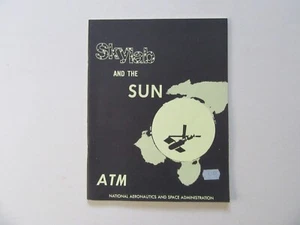 Skylab
AND THE
SUN
ATM
NATIONAL AERONAUTICS AND SPACE ADMINISTRATION